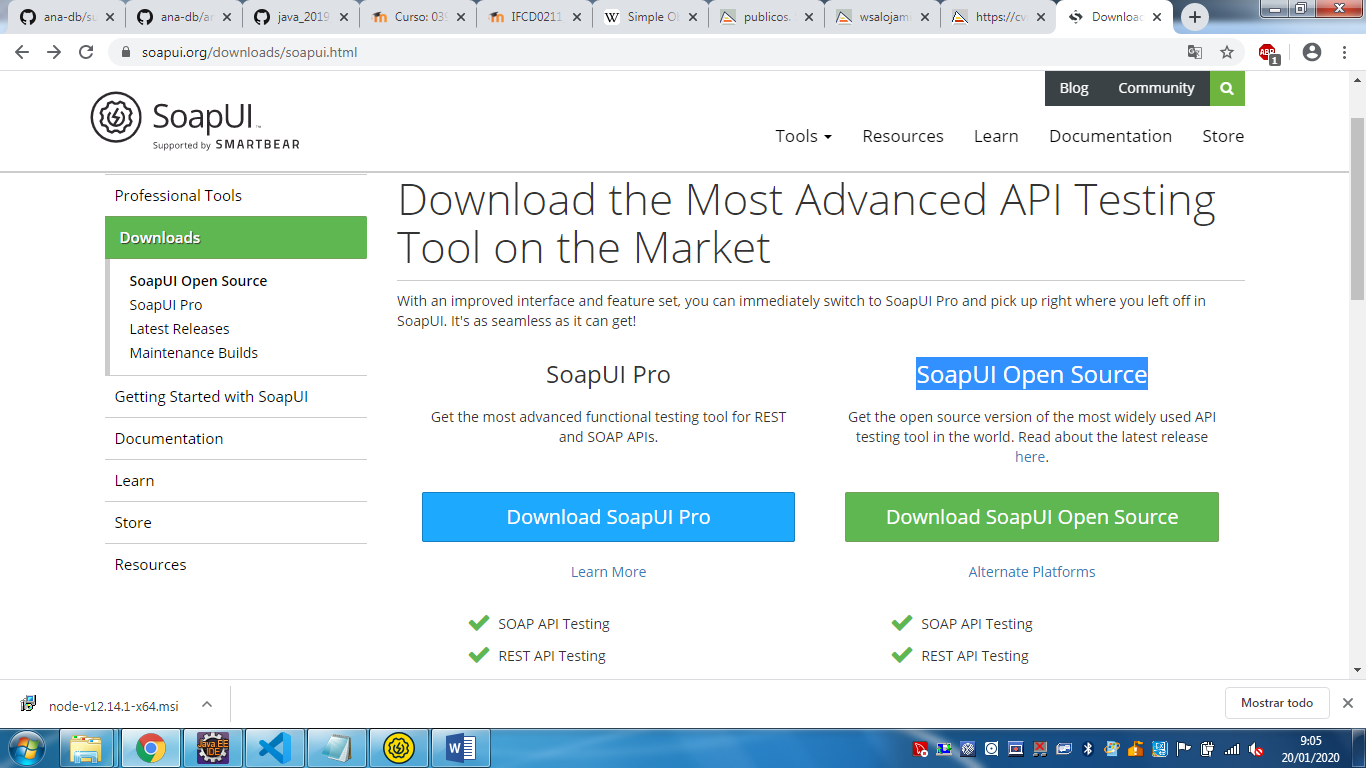 ana-db/su
ana-db/ar
java_2019
Curso: 039
IFCD0211
Simple Ob
publicos.
wsalojam
https://cv
Downloac
soapui.org/downloads/soapui.html
ABP
1
Blog
Community
SoapUI
Supported by SMARTBEAR
Tools
Resources
Learn
Documentation
Store
Professional Tools
Downloads
SoapUI Open Source
SoapUI Pro
Latest Releases
Maintenance Builds
Getting Started with SoapUI
Documentation
Learn
Store
Resources
Download the Most Advanced API Testing
Tool on the Market
With an improved interface and feature set, you can immediately switch to SoapUI Pro and pick up right where you left off in
SoapUI. It's as seamless as it can get!
SoapUI Pro
Get the most advanced functional testing tool for REST
and SOAP APIs.
Download SoapUI Pro
Learn More
SOAP API Testing
REST API Testing
SoapUI Open Source
Get the open source version of the most widely used API
testing tool in the world. Read about the latest release
here.
Download SoapUI Open Source
Alternate Platforms
SOAP API Testing
REST API Testing
node-v12.14.1-x64.msi
Mostrar todo
Java EE
IDE
9:05
20/01/2020